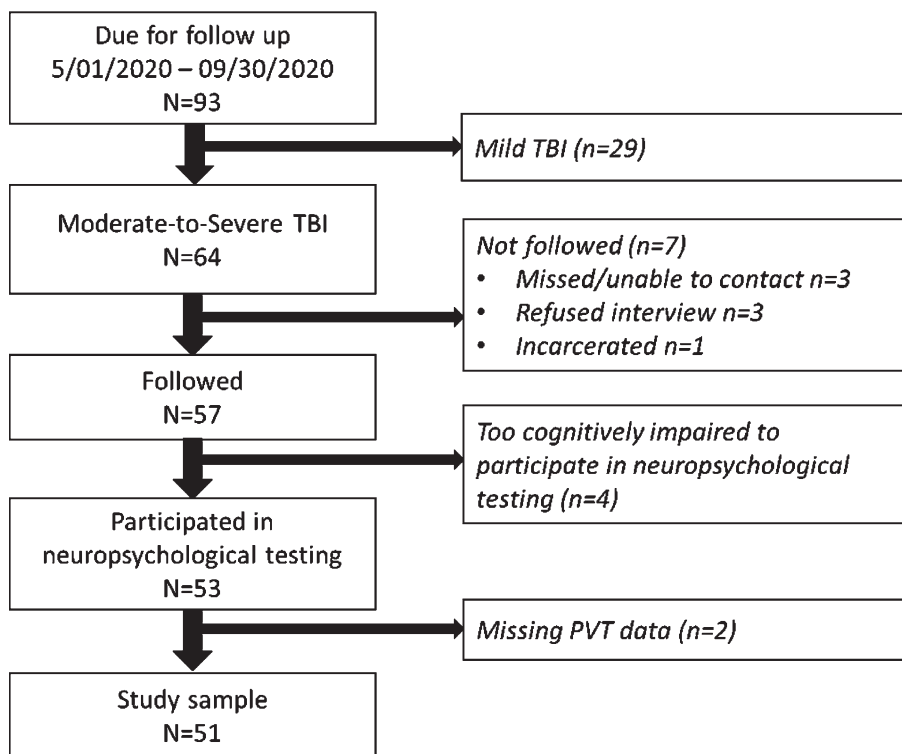 Due for follow up
5/01/2020 – 09/30/2020
N=93
Mild TBI (n=29)
Moderate-to-Severe TBI
N=64
Not followed (n=7)
• Missed/unable to contact n=3
• Refused interview n=3
• Incarcerated n=1
Followed
N=57
Too cognitively impaired to
participate in neuropsychological
testing (n=4)
Participated in
neuropsychological testing
N=53
Missing PVT data (n=2)
Study sample
N=51